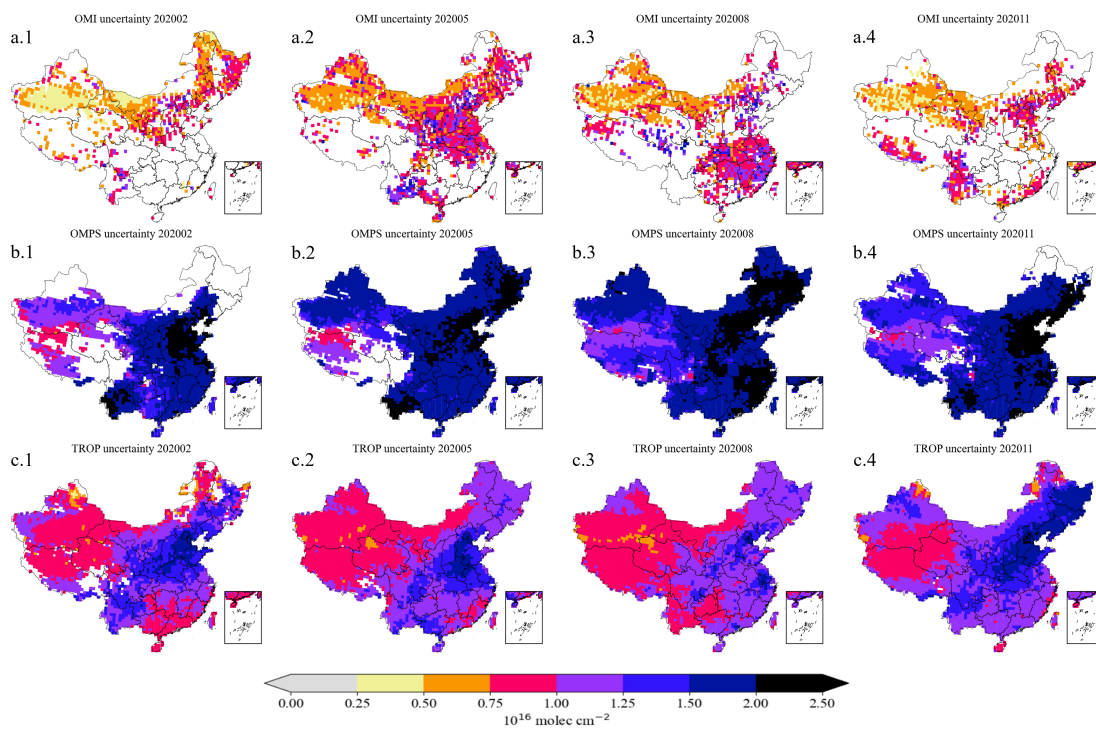 OMI uncertainty 202002
OMI uncertainty 202005
OMI uncertainty 202008
OMI uncertainty 202011
a.1
a.2
a.3
a.4
OMPS uncertainty 202002
OMPS uncertainty 202005
OMPS uncertainty 202008
OMPS uncertainty 202011
b.1
b.2
b.3
b.4
TROP uncertainty 202002
TROP uncertainty 202005
TROP uncertainty 202008
TROP uncertainty 202011
c.1
c.2
c.3
c.4
0.00 0.25 0.50 0.75 1.00 1.25 1.50 2.00 2.50
10¹⁶ molec cm⁻²